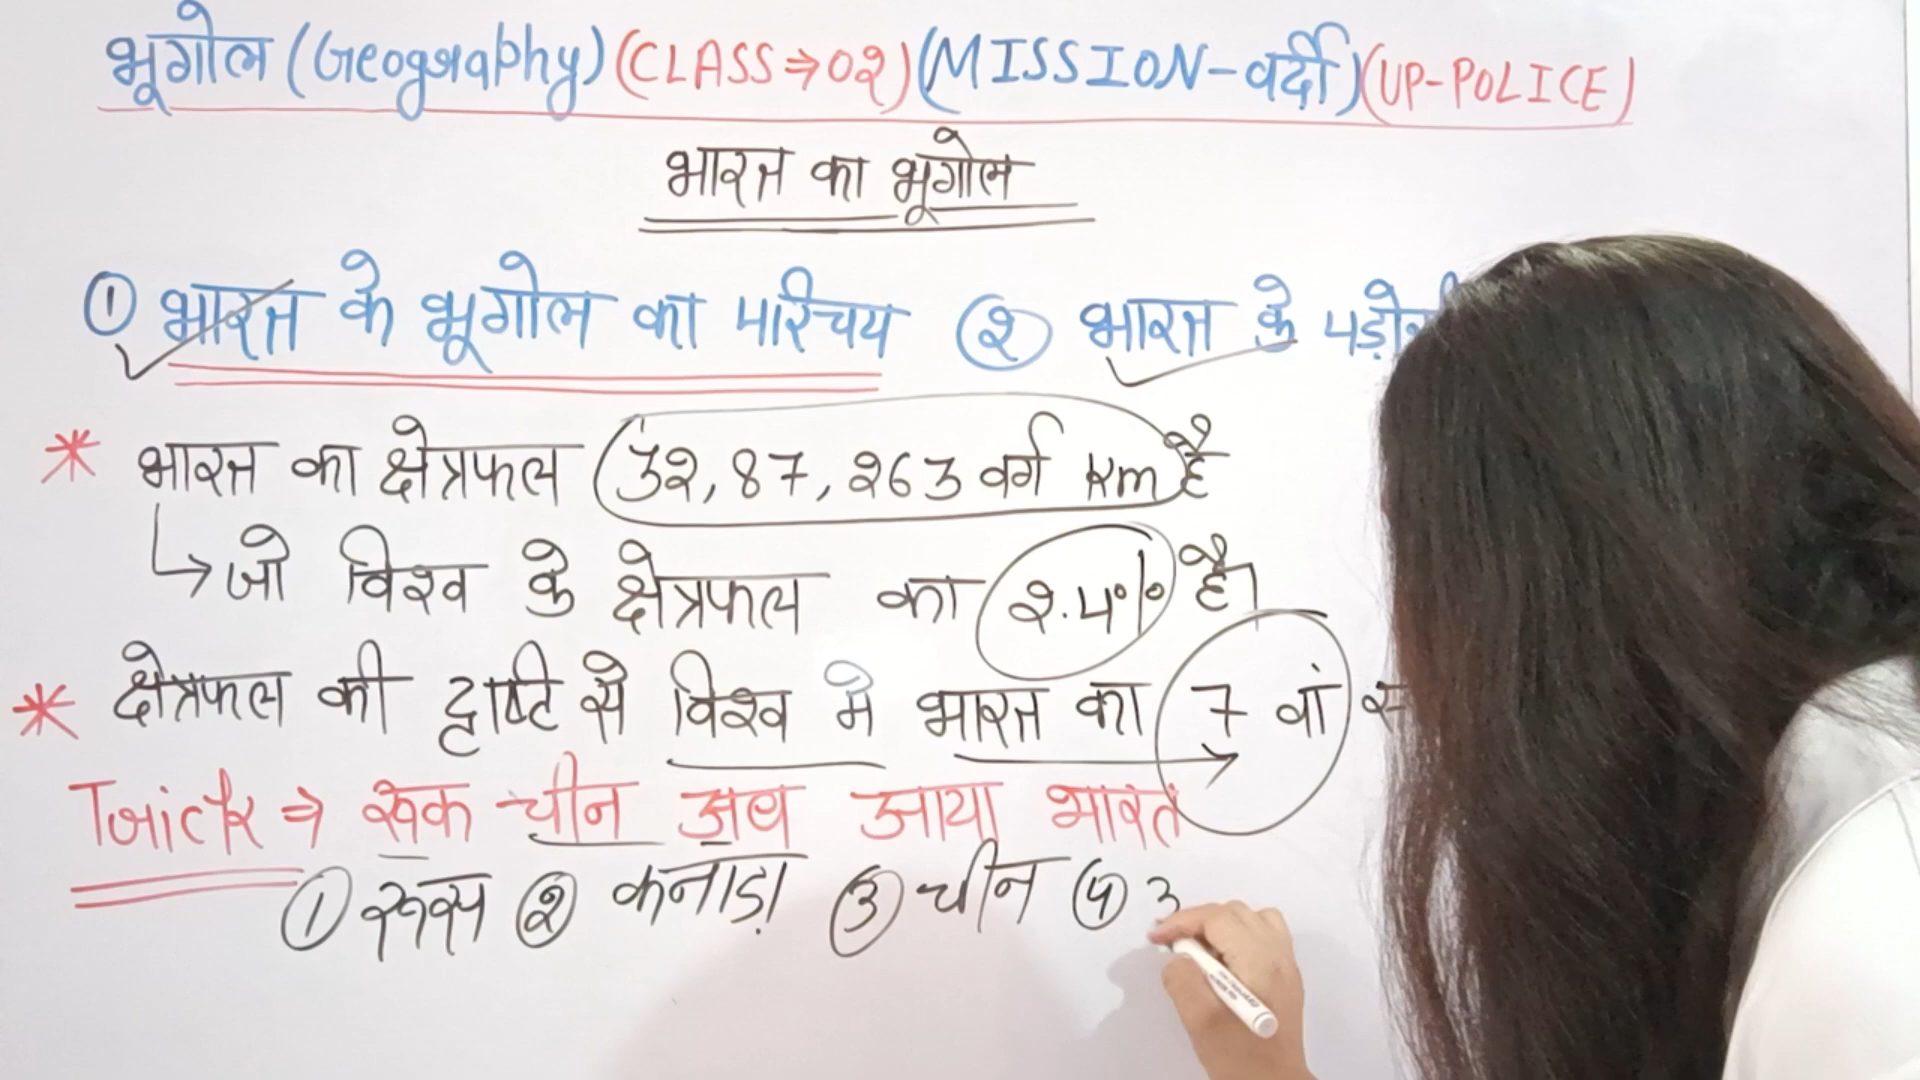 भूगोल (Geography) (CLASS⇒02) (MISSION-वर्दी) (UP-POLICE)
भारत का भूगोल
① भारत के भूगोल का परिचय ② भारत के
* भारत का क्षेत्रफल 32,87,263 वर्ग km है
↳ जो विश्व के क्षेत्रफल का 2.4% है।
* क्षेत्रफल की दृष्टि से विश्व मे भारत का 7 वां
Trick ⇒ रूक चीन अब आया भारत
① रूस ② कनाडा ③ चीन ④